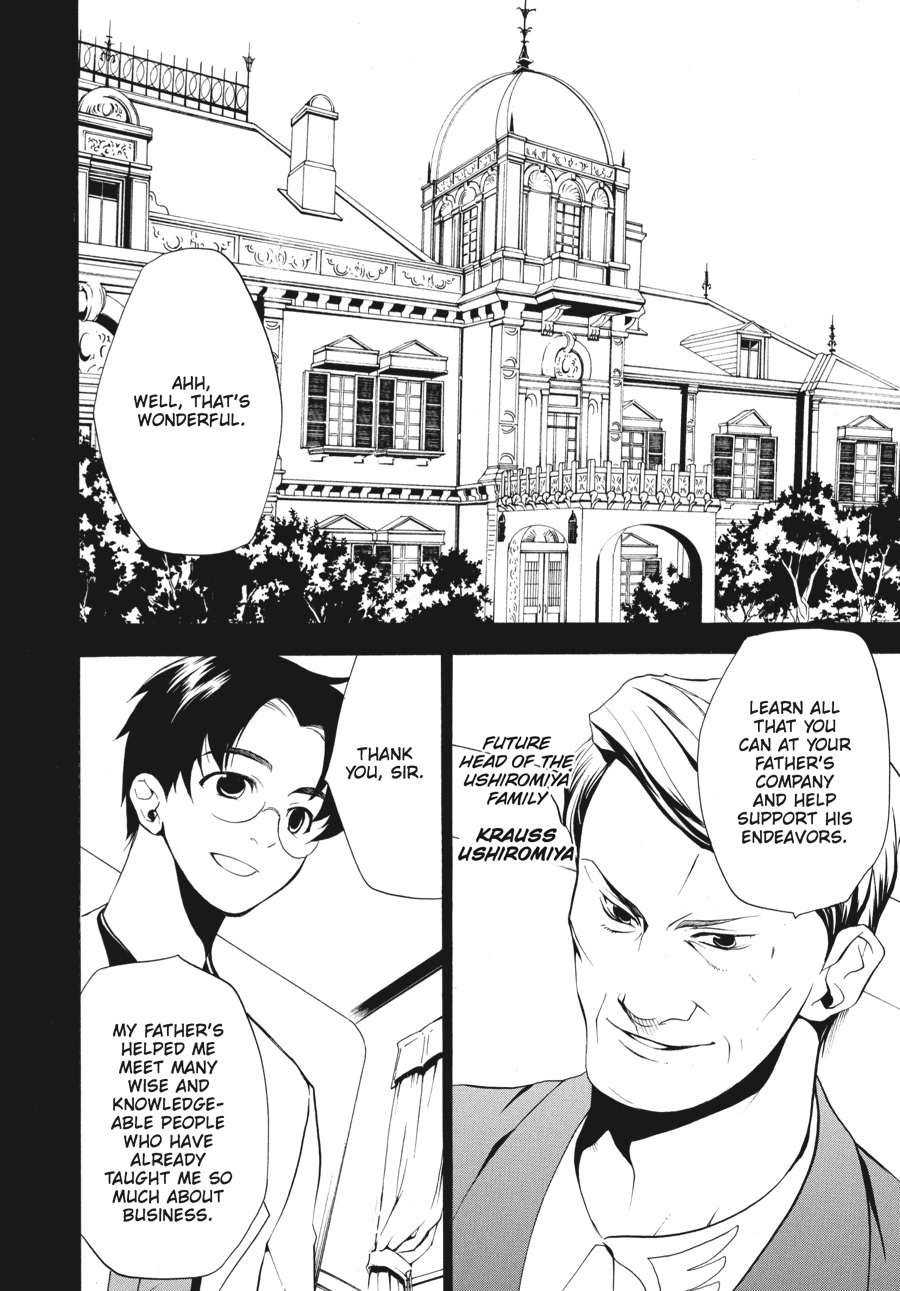 AHH,
WELL, THAT'S
WONDERFUL.
LEARN ALL
THAT YOU
CAN AT YOUR
FATHER'S
COMPANY
AND HELP
SUPPORT HIS
ENDEAVORS.
FUTURE
HEAD OF THE
USHIROMIYA
FAMILY
KRAUSS
USHIROMIYA
THANK
YOU, SIR.
MY FATHER'S
HELPED ME
MEET MANY
WISE AND
KNOWLEDGE-
ABLE PEOPLE
WHO HAVE
ALREADY
TAUGHT ME SO
MUCH ABOUT
BUSINESS.